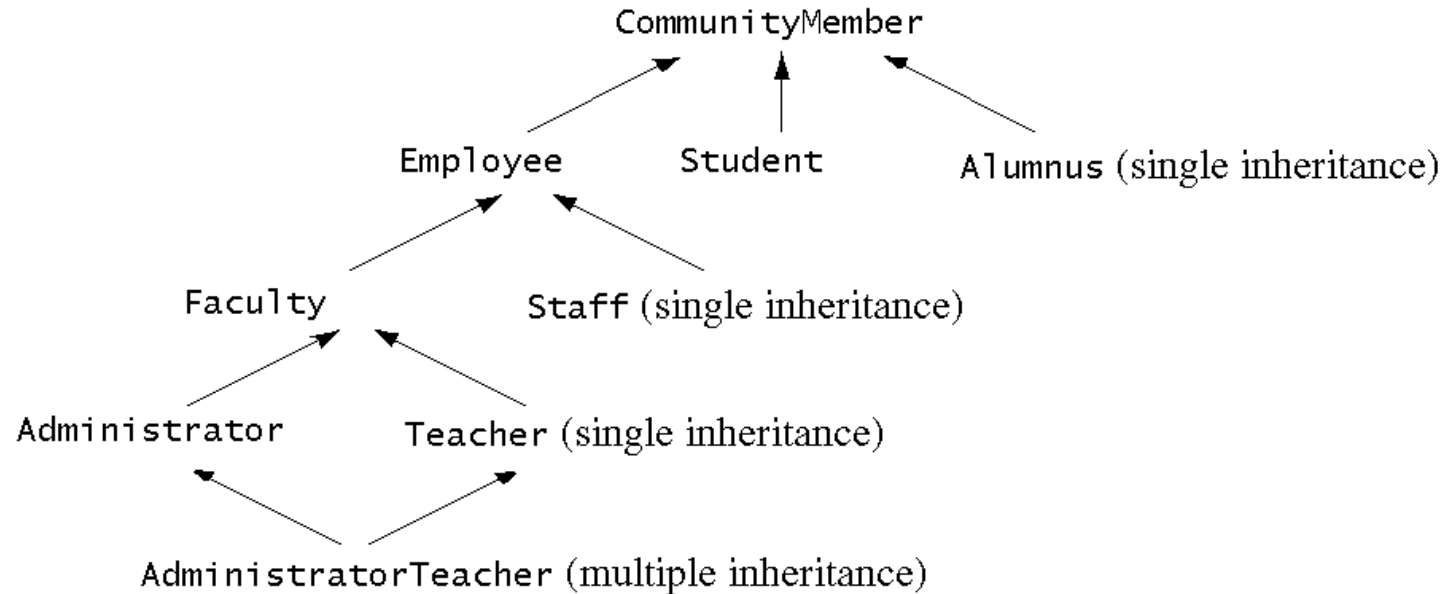 CommunityMember
Employee Student Alumnus (single inheritance)
Faculty Staff (single inheritance)
Administrator Teacher (single inheritance)
AdministratorTeacher (multiple inheritance)